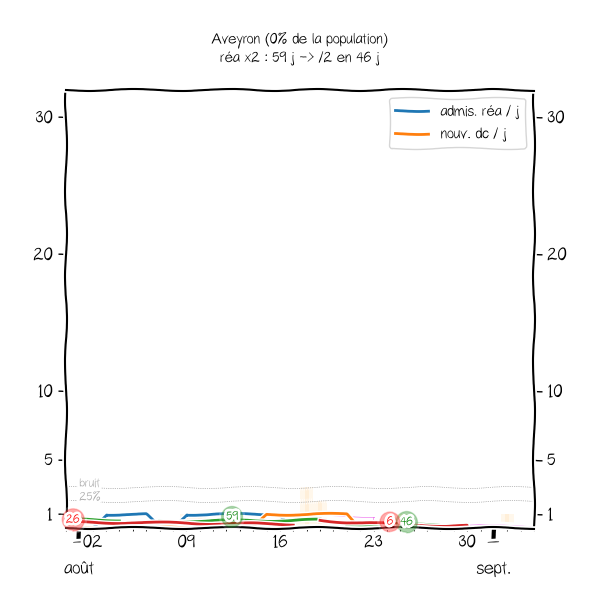 Aveyron (0% de la population)
réa x2 : 59 j -> /2 en 46 j
admis. réa / j
nouv. dc / j
30 30
20 20
10 10
5 5
bruit
25%
1 1
26 59 6 46
02 09 16 23 30
août sept.